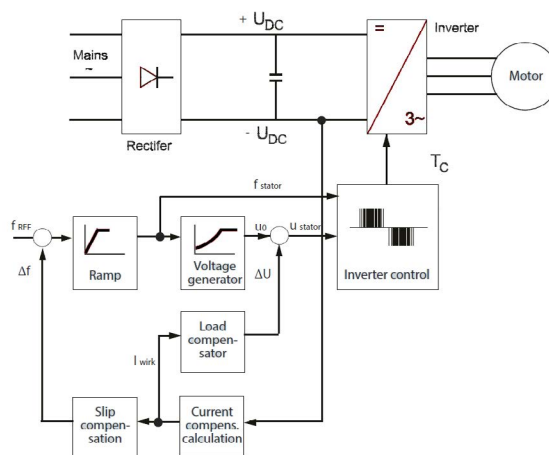 + UDC
Inverter
Mains
~
=
Motor
3~
Rectifer
- UDC
TC
f stator
f RFF
u0
u stator
Δf
Ramp
Voltage
generator
ΔU
Inverter control
Load
compen-
sator
I wirk
Slip
compen-
sation
Current
compens.
calculation